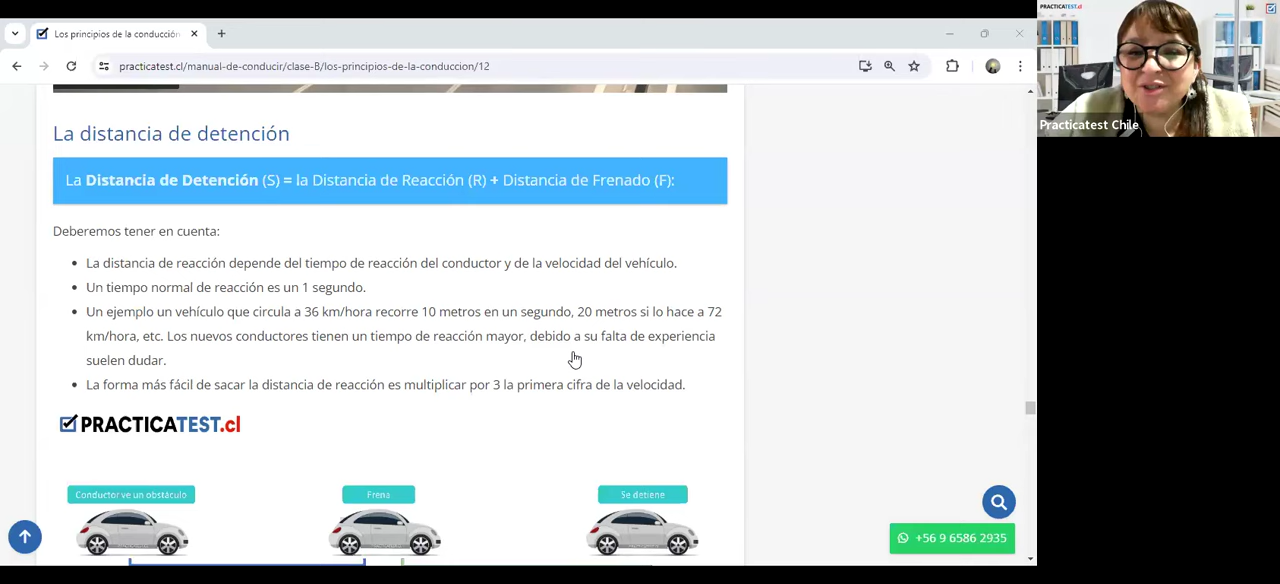 Los principios de la conducción
practicatest.cl/manual-de-conducir/clase-B/los-principios-de-la-conduccion/12
PRACTICATEST.cl
Practicatest Chile
La distancia de detención
La Distancia de Detención (S) = la Distancia de Reacción (R) + Distancia de Frenado (F):
Deberemos tener en cuenta:
La distancia de reacción depende del tiempo de reacción del conductor y de la velocidad del vehículo.
Un tiempo normal de reacción es un 1 segundo.
Un ejemplo un vehículo que circula a 36 km/hora recorre 10 metros en un segundo, 20 metros si lo hace a 72
km/hora, etc. Los nuevos conductores tienen un tiempo de reacción mayor, debido a su falta de experiencia
suelen dudar.
La forma más fácil de sacar la distancia de reacción es multiplicar por 3 la primera cifra de la velocidad.
PRACTICATEST.cl
Conductor ve un obstáculo
Frena
Se detiene
+56 9 6586 2935